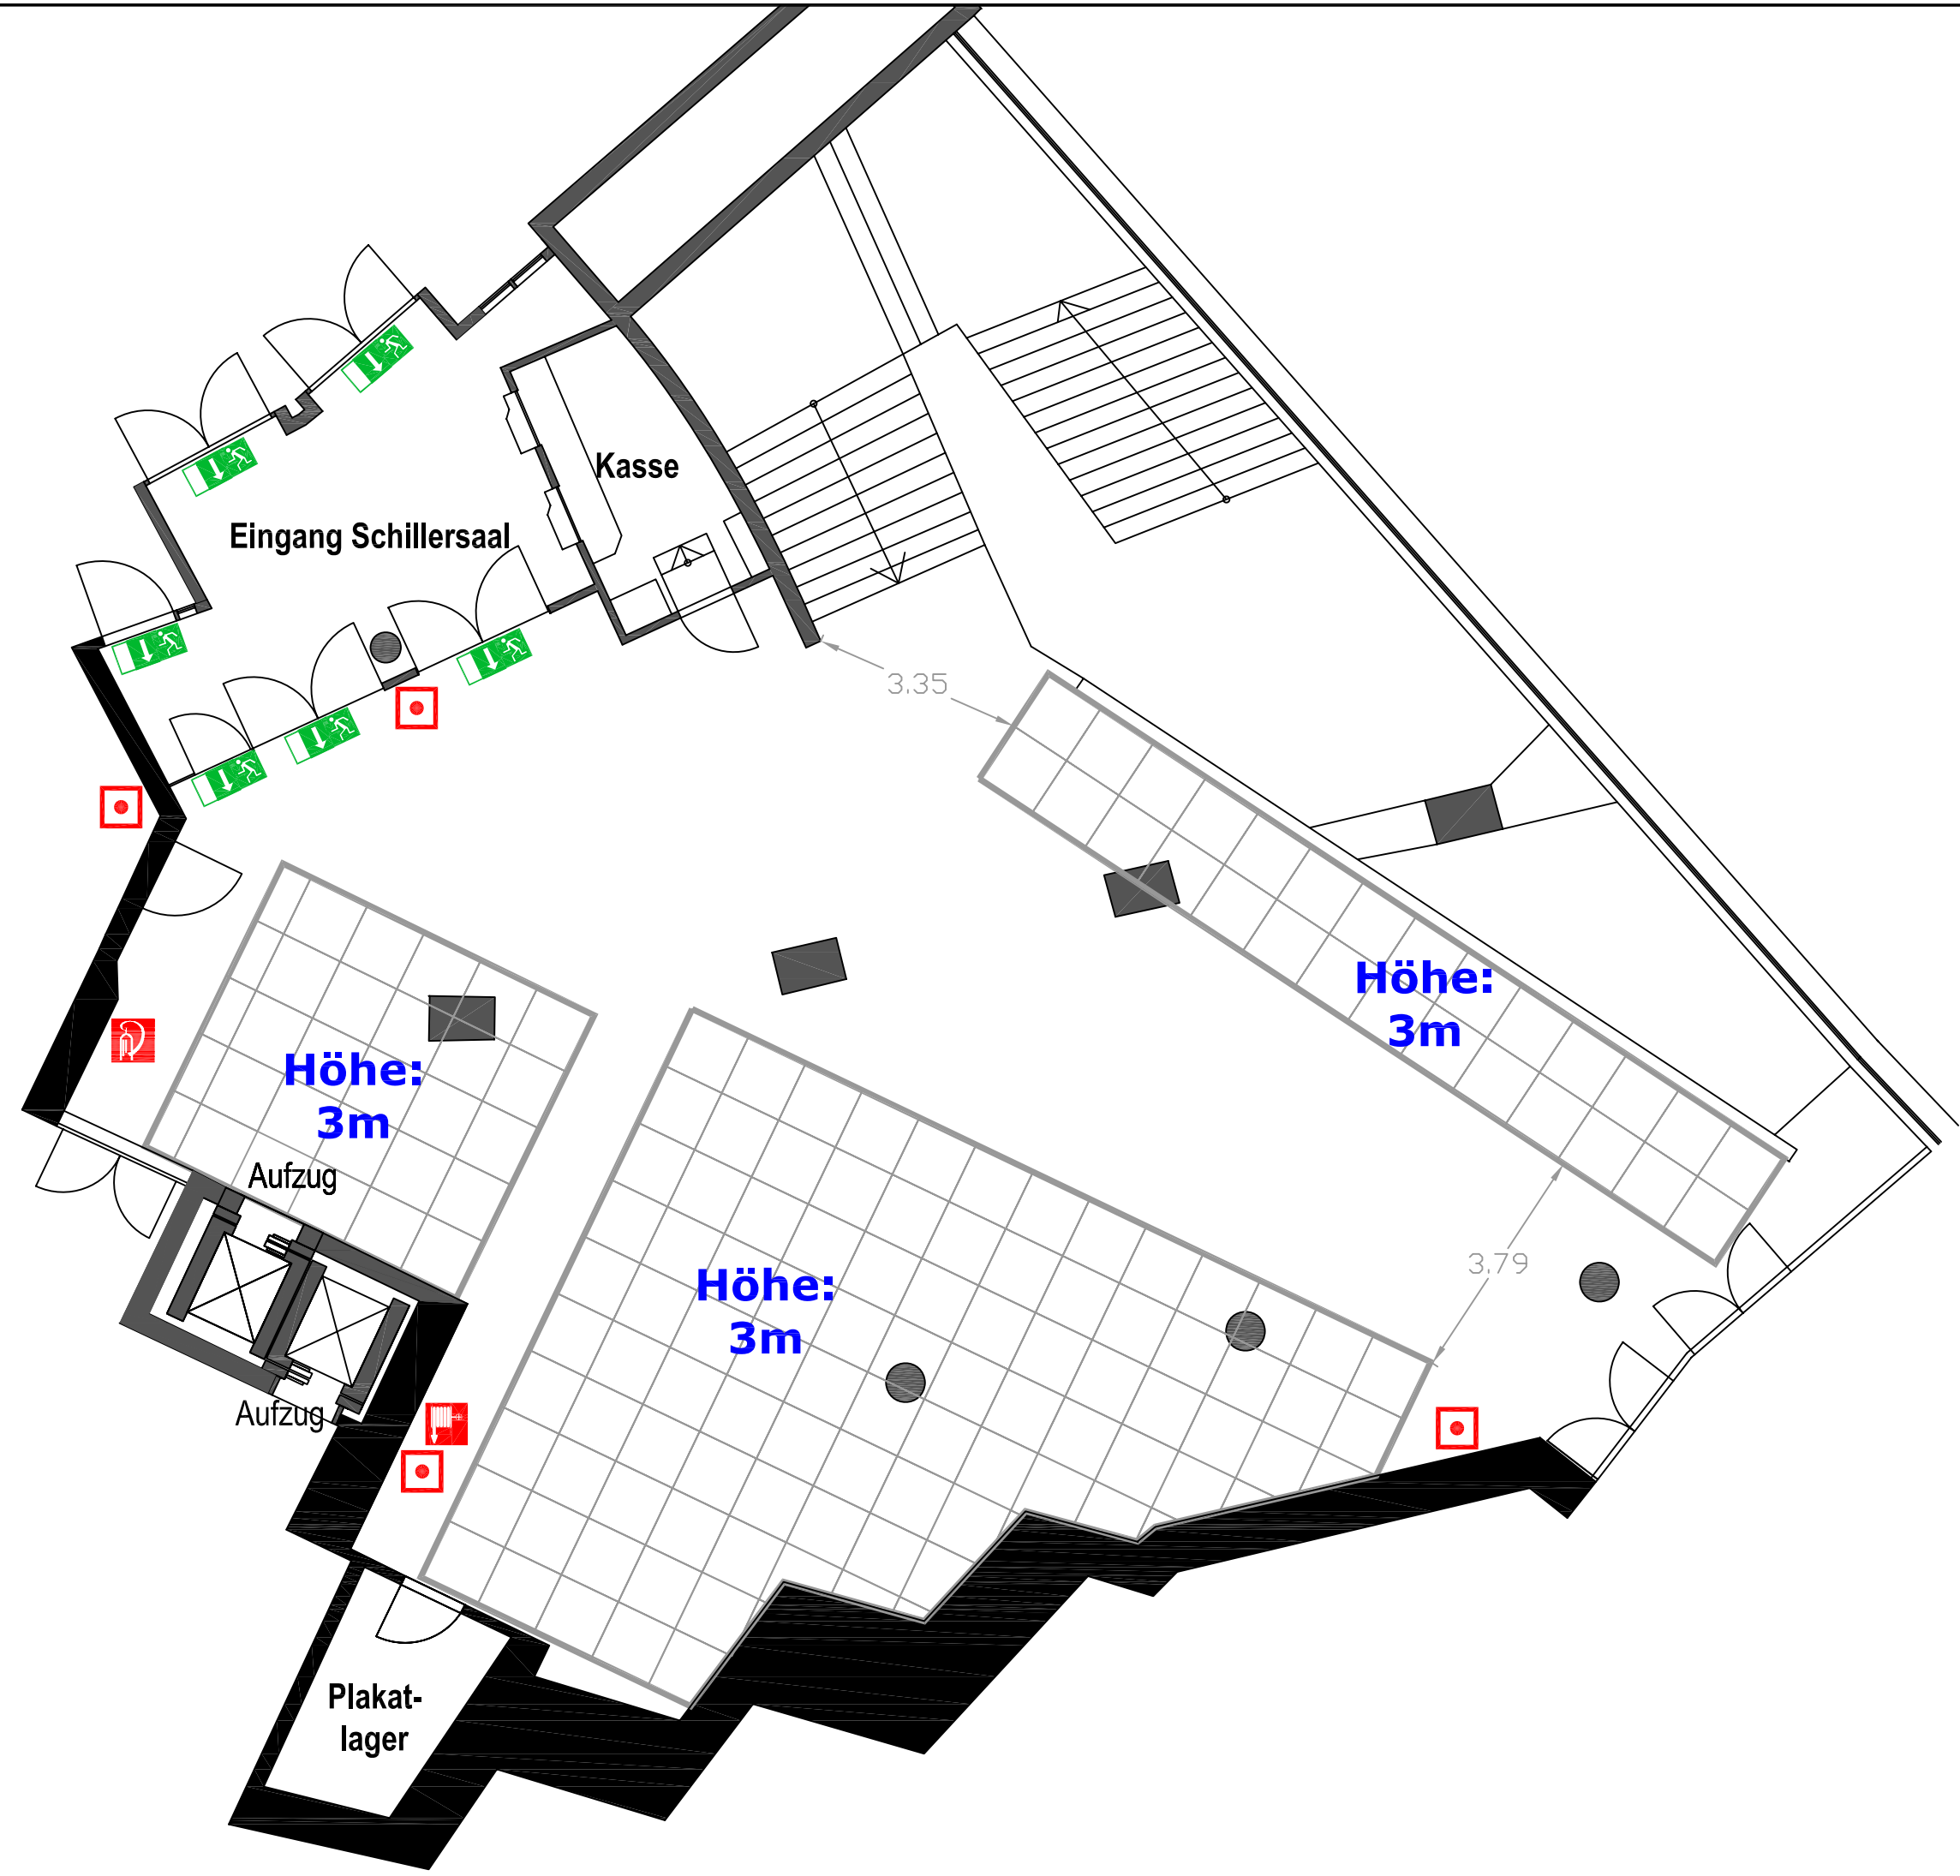 Kasse
Eingang Schillersaal
3.35
Höhe:
3m
Höhe:
3m
Aufzug
3.79
Höhe:
3m
Aufzug
Plakat-
lager